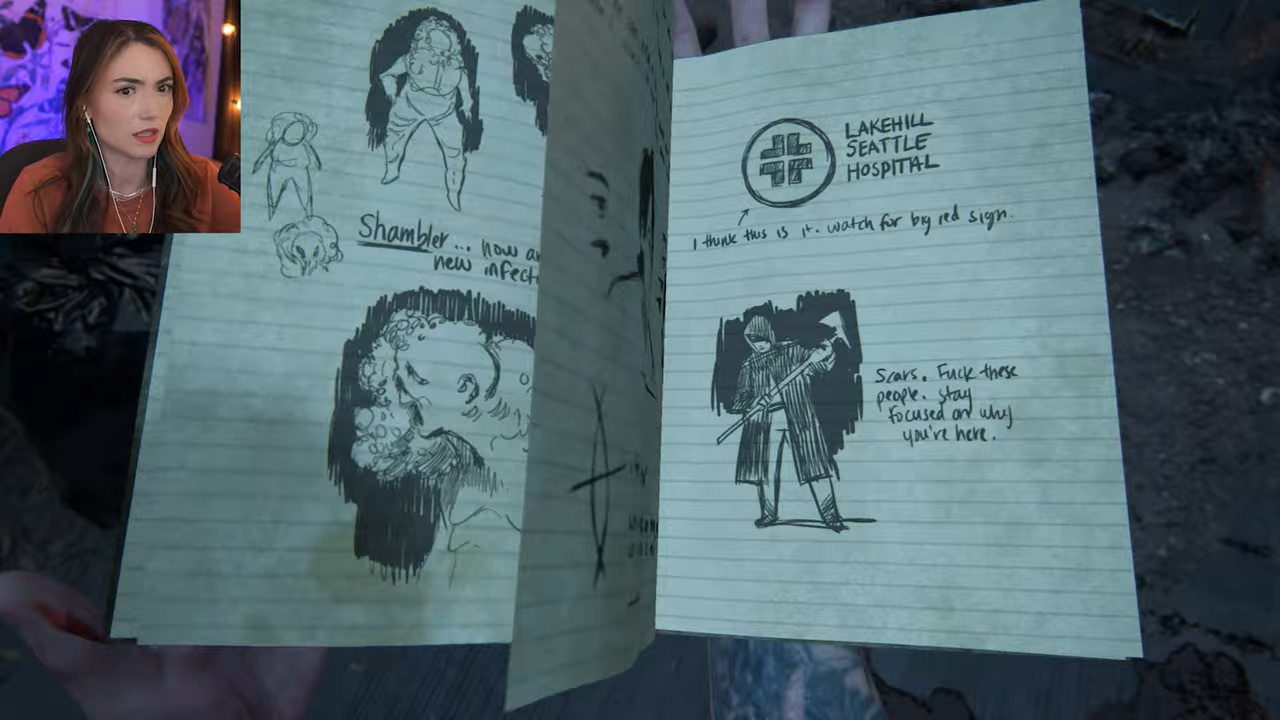 Shambler... how a
new infect
LAKEHILL
SEATTLE
HOSPITAL
I think this is it. watch for big red sign.
Scars. Fuck these
people. stay
focused on why
you're here.